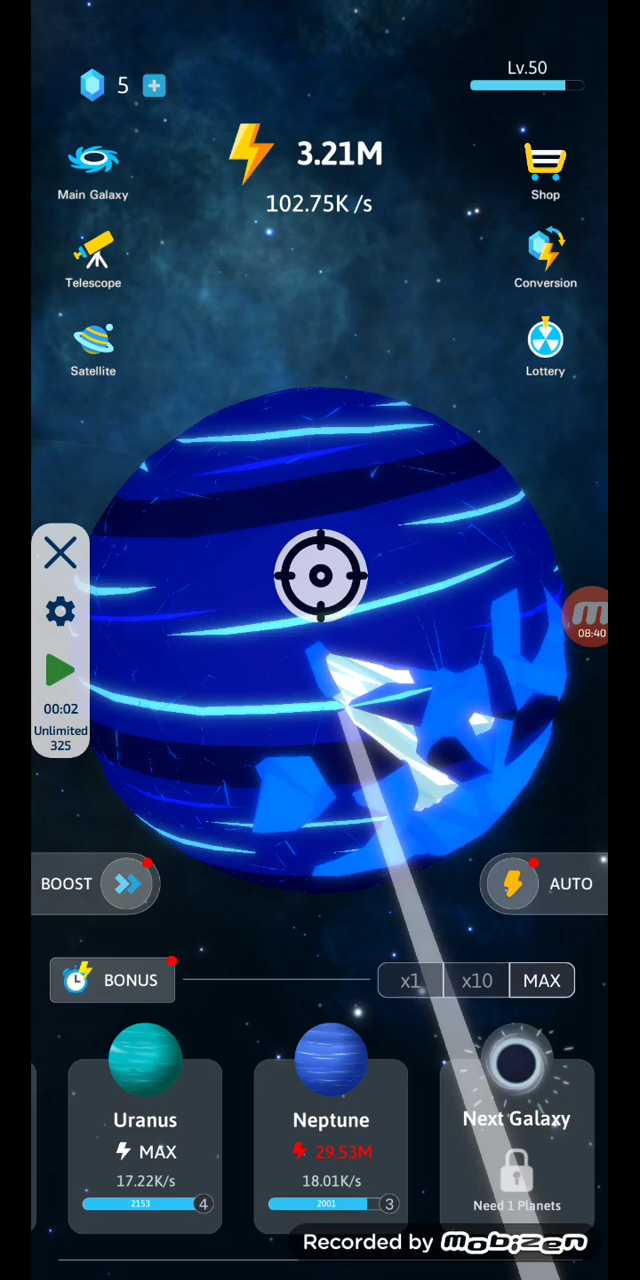 5
Lv.50
3.21M
102.75K /s
Main Galaxy
Shop
Telescope
Conversion
Satellite
Lottery
00:02
Unlimited
325
m
08:40
BOOST
AUTO
BONUS
x1
x10
MAX
Uranus
Neptune
Next Galaxy
MAX
29.53M
17.22K/s
18.01K/s
2153
4
2001
3
Need 1 Planets
Recorded by mobizen